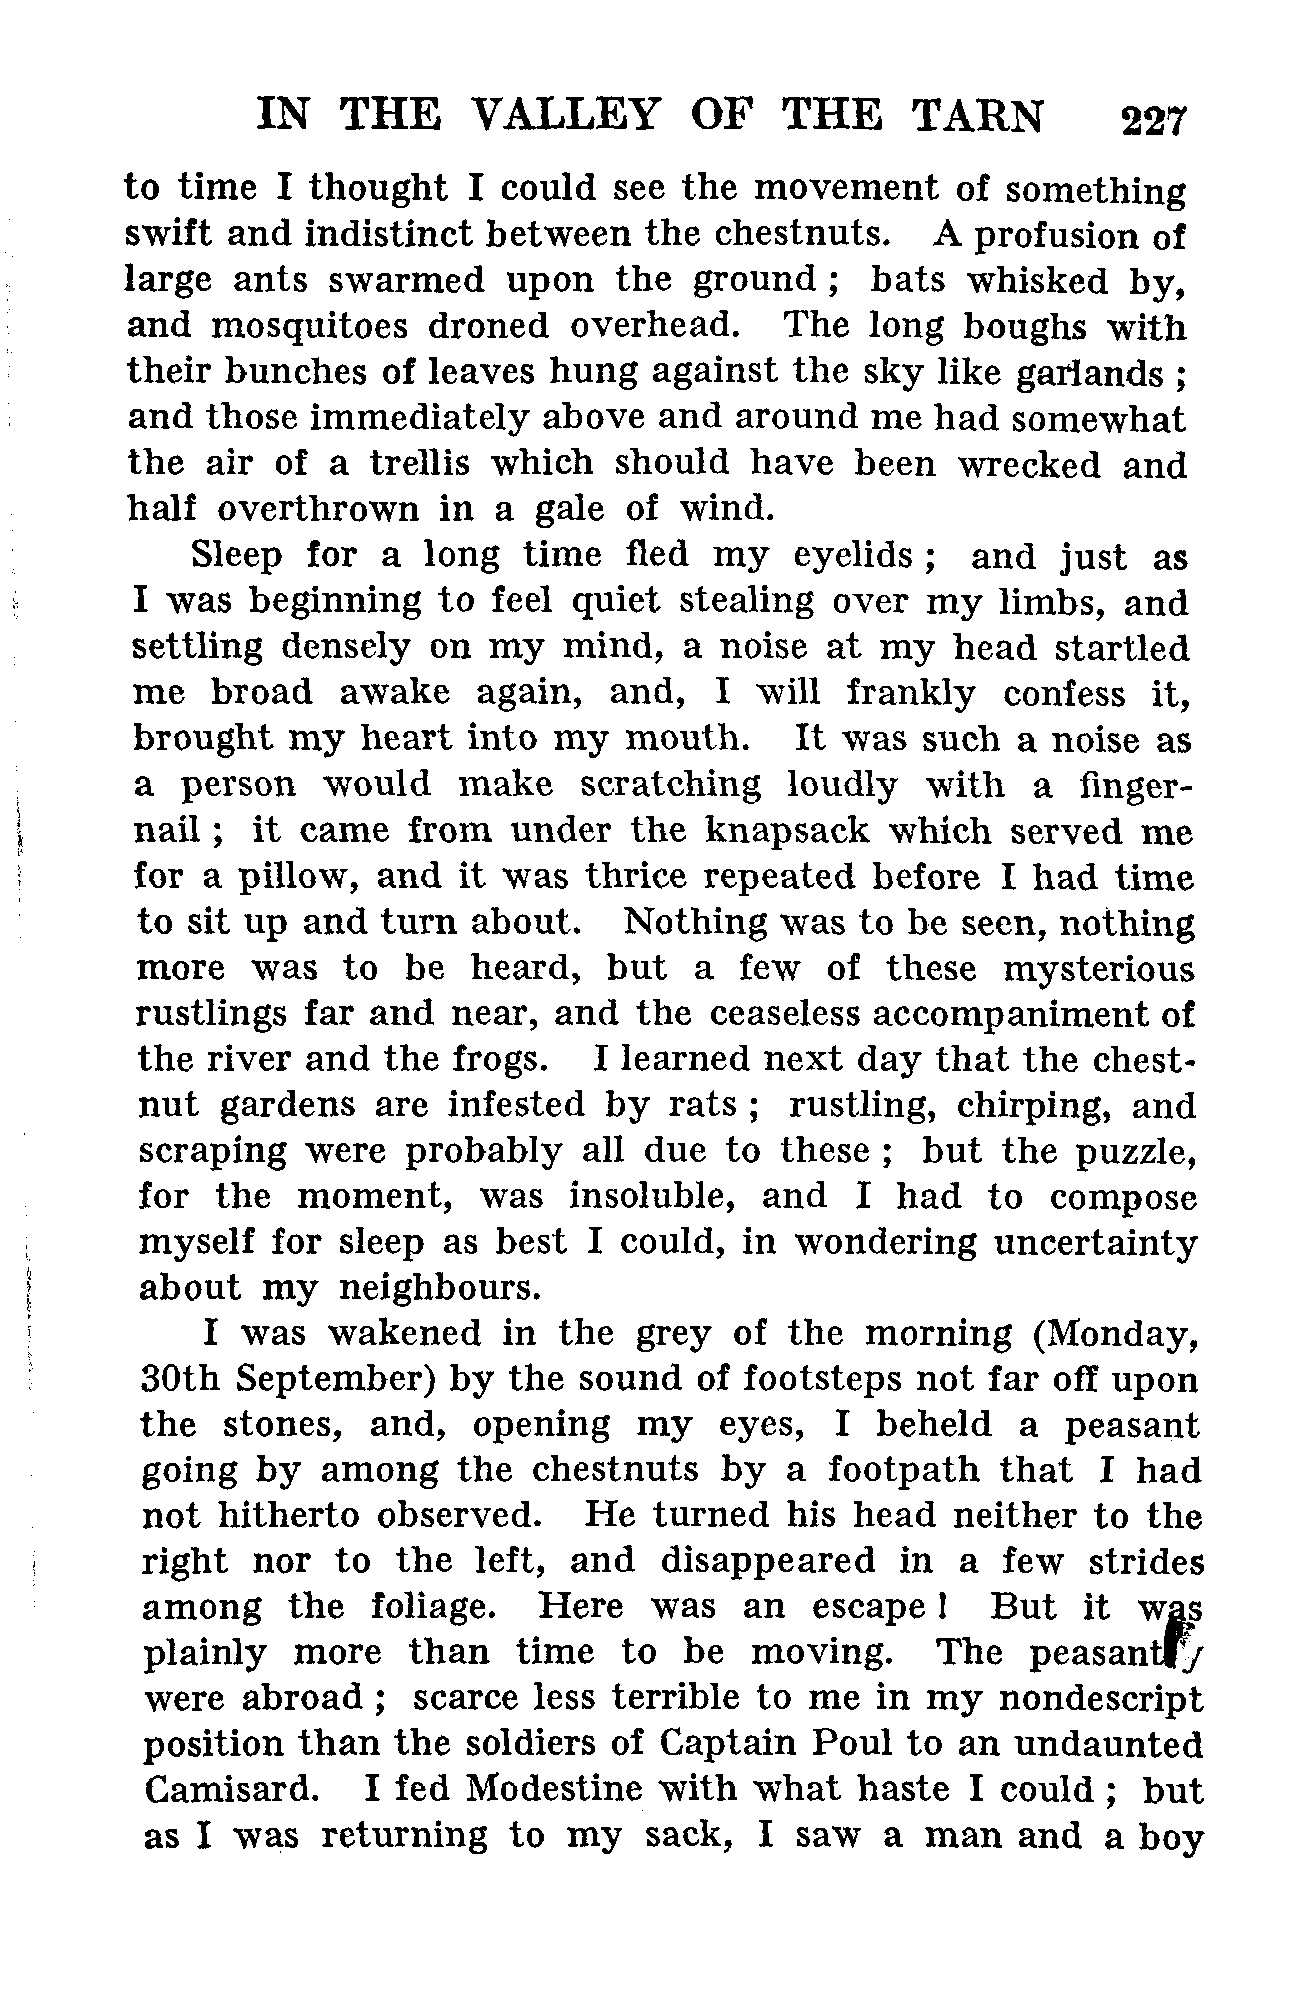 IN THE VALLEY OF THE TARN 227
to time I thought I could see the movement of something
swift and indistinct between the chestnuts. A profusion of
large ants swarmed upon the ground ; bats whisked by,
and mosquitoes droned overhead. The long boughs with
their bunches of leaves hung against the sky like garlands ;
and those immediately above and around me had somewhat
the air of a trellis which should have been wrecked and
half overthrown in a gale of wind.
Sleep for a long time fled my eyelids ; and just as
I was beginning to feel quiet stealing over my limbs, and
settling densely on my mind, a noise at my head startled
me broad awake again, and, I will frankly confess it,
brought my heart into my mouth. It was such a noise as
a person would make scratching loudly with a finger-
nail ; it came from under the knapsack which served me
for a pillow, and it was thrice repeated before I had time
to sit up and turn about. Nothing was to be seen, nothing
more was to be heard, but a few of these mysterious
rustlings far and near, and the ceaseless accompaniment of
the river and the frogs. I learned next day that the chest-
nut gardens are infested by rats ; rustling, chirping, and
scraping were probably all due to these ; but the puzzle,
for the moment, was insoluble, and I had to compose
myself for sleep as best I could, in wondering uncertainty
about my neighbours.
I was wakened in the grey of the morning (Monday,
30th September) by the sound of footsteps not far off upon
the stones, and, opening my eyes, I beheld a peasant
going by among the chestnuts by a footpath that I had
not hitherto observed. He turned his head neither to the
right nor to the left, and disappeared in a few strides
among the foliage. Here was an escape ! But it was
plainly more than time to be moving. The peasantry
were abroad ; scarce less terrible to me in my nondescript
position than the soldiers of Captain Poul to an undaunted
Camisard. I fed Modestine with what haste I could ; but
as I was returning to my sack, I saw a man and a boy